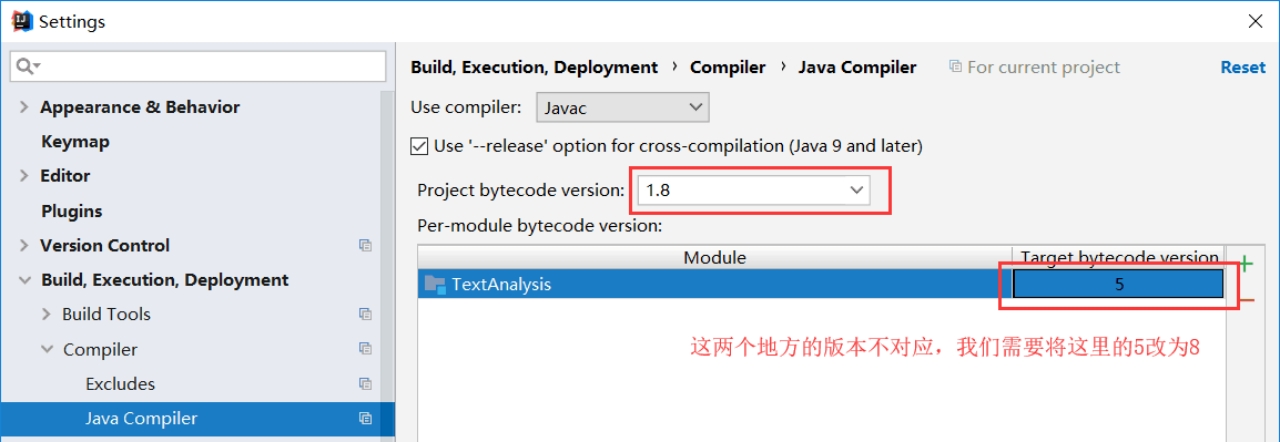 Settings
Build, Execution, Deployment › Compiler › Java Compiler For current project Reset
Appearance & Behavior
Keymap
Editor
Plugins
Version Control
Build, Execution, Deployment
Build Tools
Compiler
Excludes
Java Compiler
Use compiler: Javac
Use '--release' option for cross-compilation (Java 9 and later)
Project bytecode version: 1.8
Per-module bytecode version:
Module Target bytecode version
TextAnalysis 5
这两个地方的版本不对应，我们需要将这里的5改为8